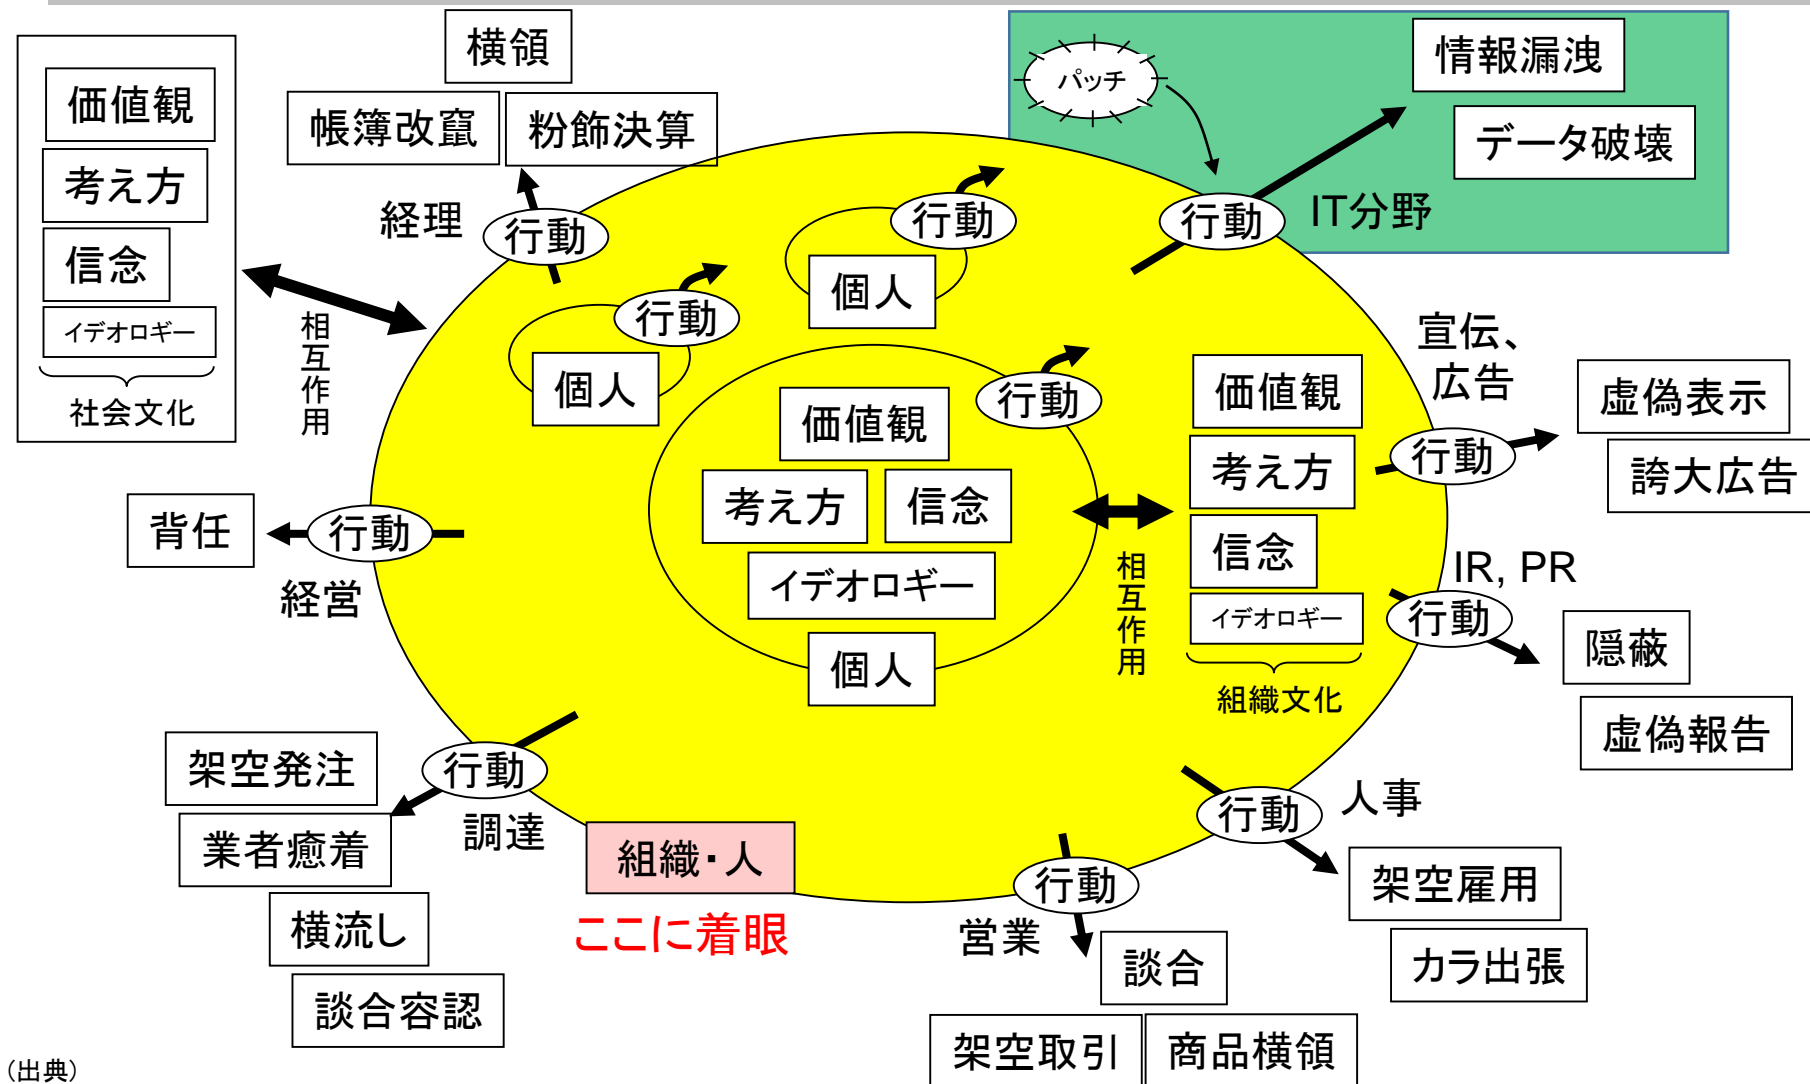 価値観
考え方
信念
イデオロギー
社会文化
相互作用
横領
帳簿改竄
粉飾決算
経理
行動
パッチ
情報漏洩
データ破壊
行動
IT分野
行動
個人
行動
個人
行動
価値観
考え方
信念
イデオロギー
個人
相互作用
価値観
考え方
信念
イデオロギー
組織文化
宣伝、
広告
行動
虚偽表示
誇大広告
IR, PR
行動
隠蔽
虚偽報告
背任
行動
経営
架空発注
行動
業者癒着
調達
横流し
談合容認
組織・人
ここに着眼
行動
営業
談合
架空取引
商品横領
行動
人事
架空雇用
カラ出張
(出典)